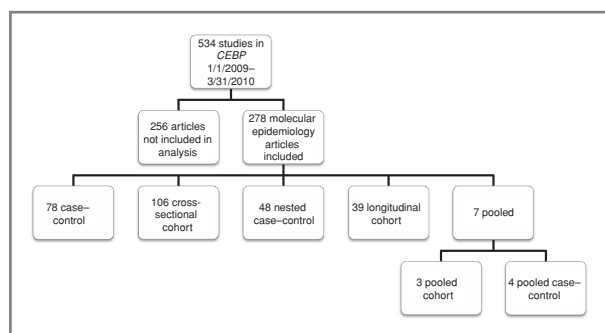 534 studies in
CEBP
1/1/2009–
3/31/2010
256 articles
not included in
analysis
278 molecular
epidemiology
articles
included
78 case–
control
106 cross-
sectional
cohort
48 nested
case–control
39 longitudinal
cohort
7 pooled
3 pooled
cohort
4 pooled case–
control